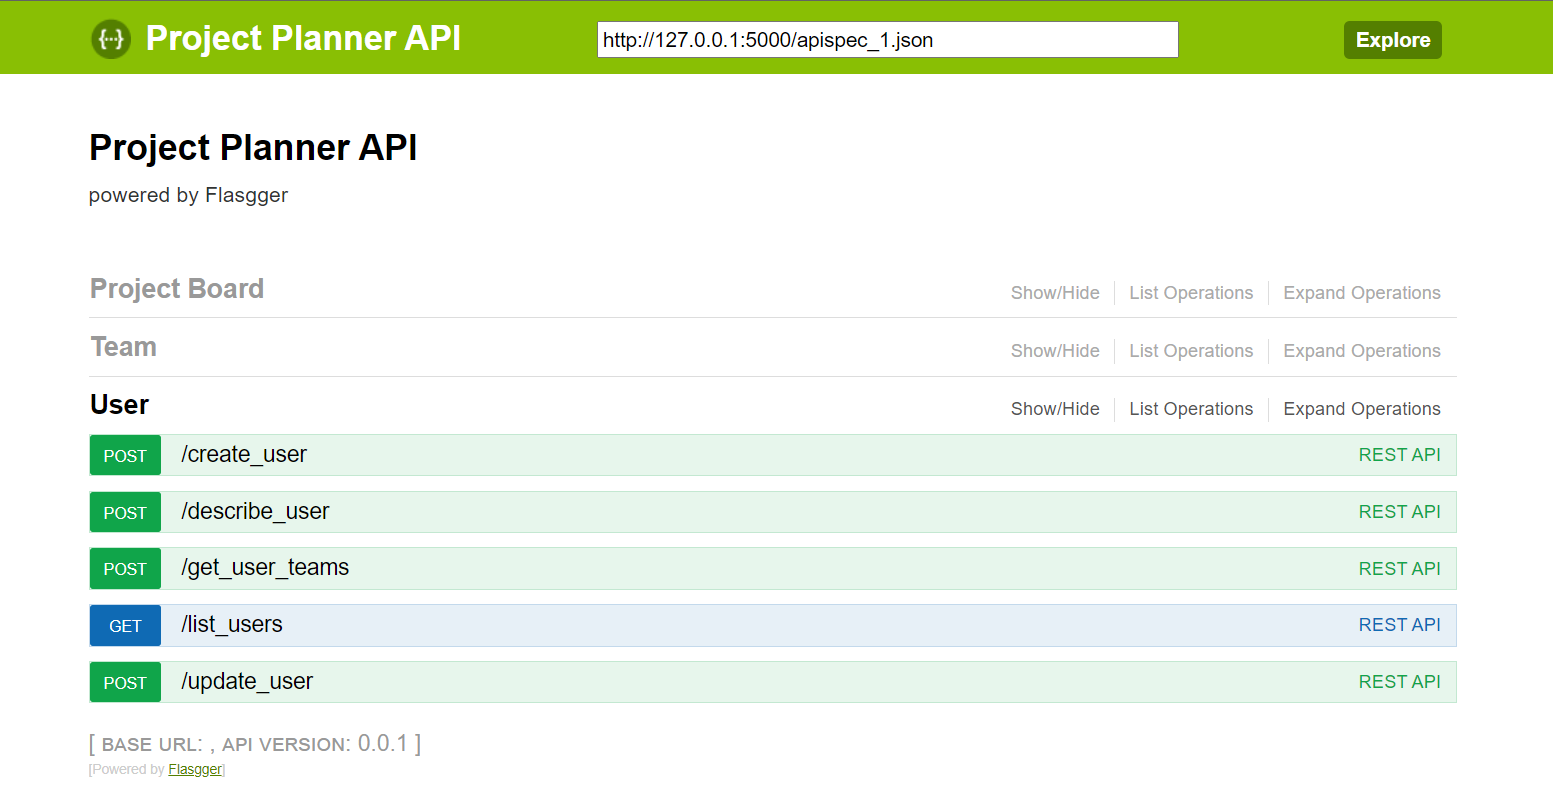 {···} Project Planner API http://127.0.0.1:5000/apispec_1.json Explore
Project Planner API
powered by Flasgger
Project Board Show/Hide List Operations Expand Operations
Team Show/Hide List Operations Expand Operations
User Show/Hide List Operations Expand Operations
POST /create_user REST API
POST /describe_user REST API
POST /get_user_teams REST API
GET /list_users REST API
POST /update_user REST API
[ BASE URL: , API VERSION: 0.0.1 ]
[Powered by Flasgger]